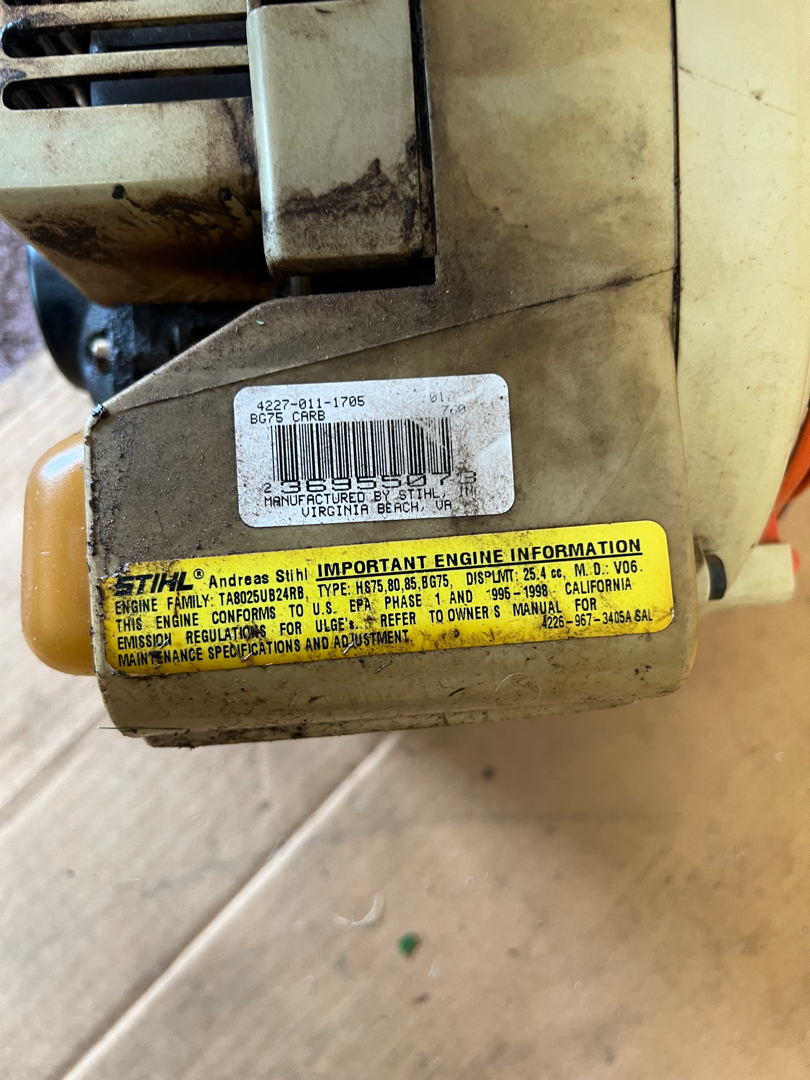 4227-011-1705
BG75 CARB
2 36955073
MANUFACTURED BY STIHL,
VIRGINIA BEACH, VA
STIHL® Andreas Stihl IMPORTANT ENGINE INFORMATION
ENGINE FAMILY: TA8025UB24RB, TYPE: HS75,80,85,BG75, DISPLMT: 25.4 cc, M. D.: V06.
THIS ENGINE CONFORMS TO U.S. EPA PHASE 1 AND 995-1998 CALIFORNIA
EMISSION REGULATIONS FOR ULGE's. REFER TO OWNER'S MANUAL FOR
MAINTENANCE SPECIFICATIONS AND ADJUSTMENT
4226-967-3405A SAL